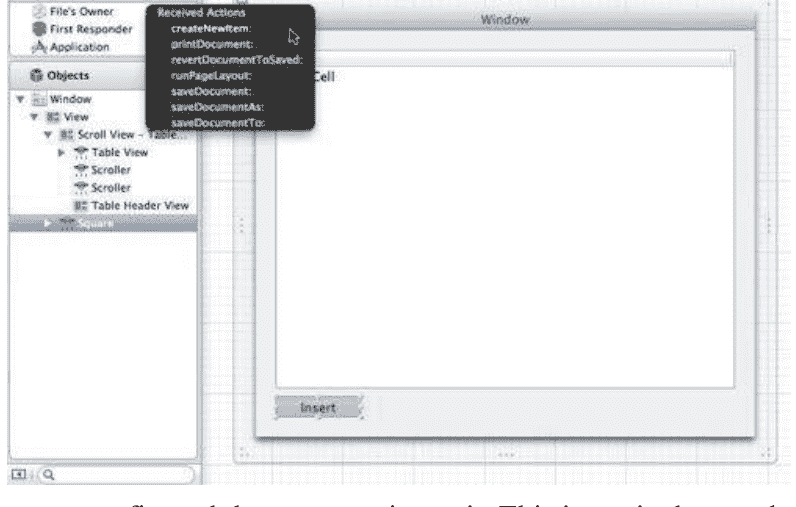 File's Owner
First Responder
Application
Objects
Window
View
Scroll View - Table...
Table View
Scroller
Scroller
Table Header View
Square
Received Actions
createNewItem:
printDocument:
revertDocumentToSaved:
runPageLayout:
saveDocument:
saveDocumentAs:
saveDocumentTo:
Window
Cell
Insert